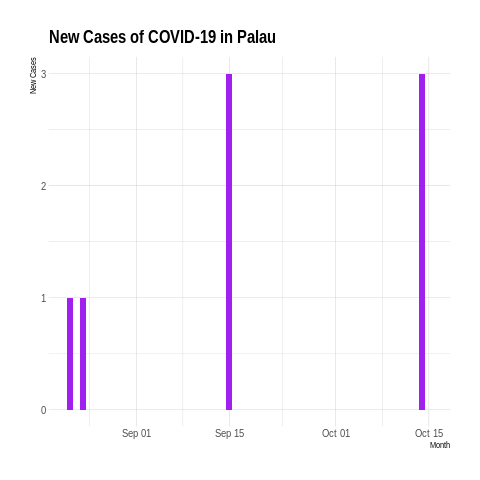 New Cases of COVID-19 in Palau
New Cases
3
2
1
0
Sep 01 Sep 15 Oct 01 Oct 15
Month